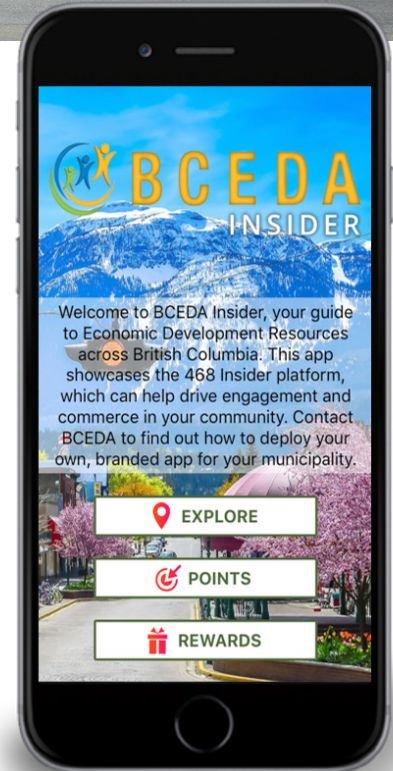 BCEDA
INSIDER
Welcome to BCEDA Insider, your guide
to Economic Development Resources
across British Columbia. This app
showcases the 468 Insider platform,
which can help drive engagement and
commerce in your community. Contact
BCEDA to find out how to deploy your
own, branded app for your municipality.
EXPLORE
POINTS
REWARDS